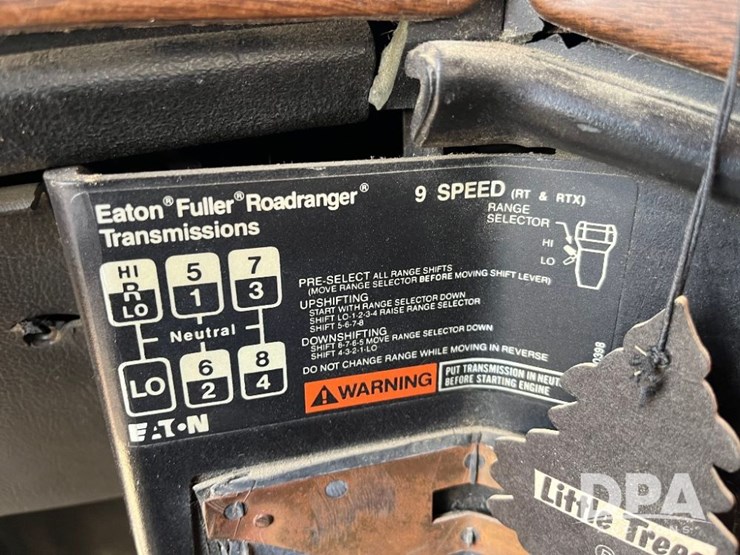 Eaton® Fuller® Roadranger®
Transmissions
9 SPEED (RT & RTX)
RANGE
SELECTOR
HI
LO
HI
R
LO
5
1
7
3
Neutral
LO
6
2
8
4
PRE-SELECT ALL RANGE SHIFTS
(MOVE RANGE SELECTOR BEFORE MOVING SHIFT LEVER)
UPSHIFTING
START WITH RANGE SELECTOR DOWN
SHIFT LO-1-2-3-4 RAISE RANGE SELECTOR
SHIFT 5-6-7-8
DOWNSHIFTING
SHIFT 8-7-6-5 MOVE RANGE SELECTOR DOWN
SHIFT 4-3-2-1-LO
DO NOT CHANGE RANGE WHILE MOVING IN REVERSE
WARNING
PUT TRANSMISSION IN NEUT
BEFORE STARTING ENGINE
EATON
0398
Little Trees
DPA